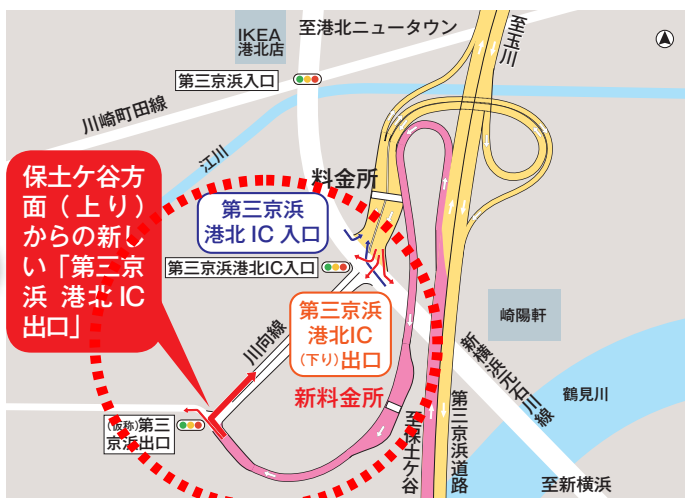 IKEA
港北店
至港北ニュータウン
至玉川
第三京浜入口
川崎町田線
江川
料金所
保土ケ谷方
面（上り）
からの新し
い「第三京
浜 港北IC
出口」
第三京浜
港北IC入口
第三京浜港北IC入口
第三京浜
港北IC
(下り)出口
崎陽軒
川向線
新横浜元石川線
鶴見川
新料金所
(仮称)第三
京浜出口
至保土ケ谷
第三京浜道路
至新横浜